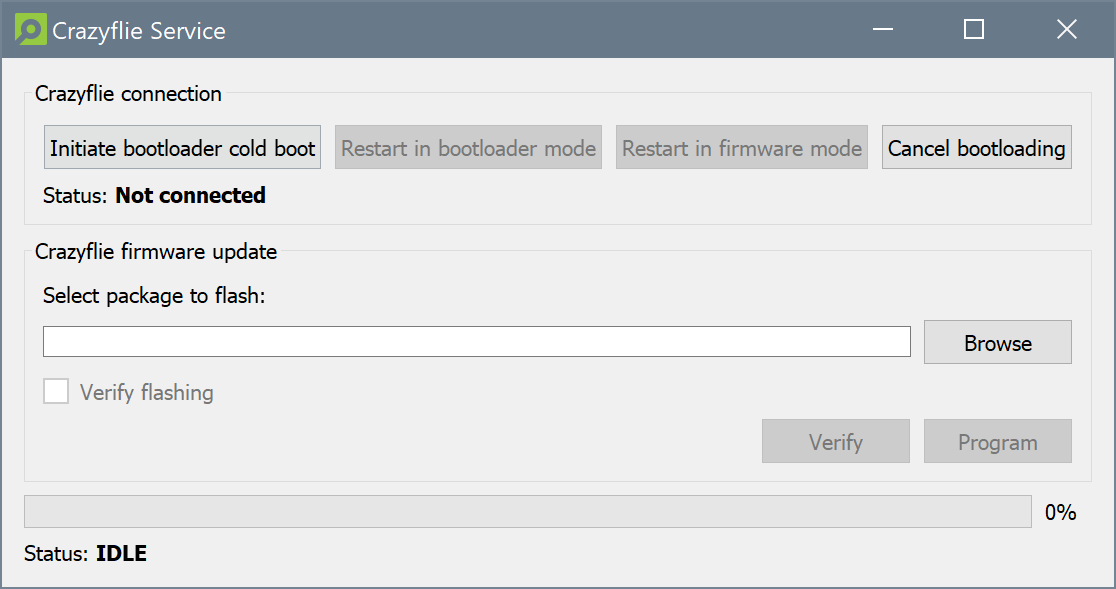 Crazyflie Service
Crazyflie connection
Initiate bootloader cold boot
Restart in bootloader mode
Restart in firmware mode
Cancel bootloading
Status: Not connected
Crazyflie firmware update
Select package to flash:
Browse
Verify flashing
Verify
Program
0%
Status: IDLE